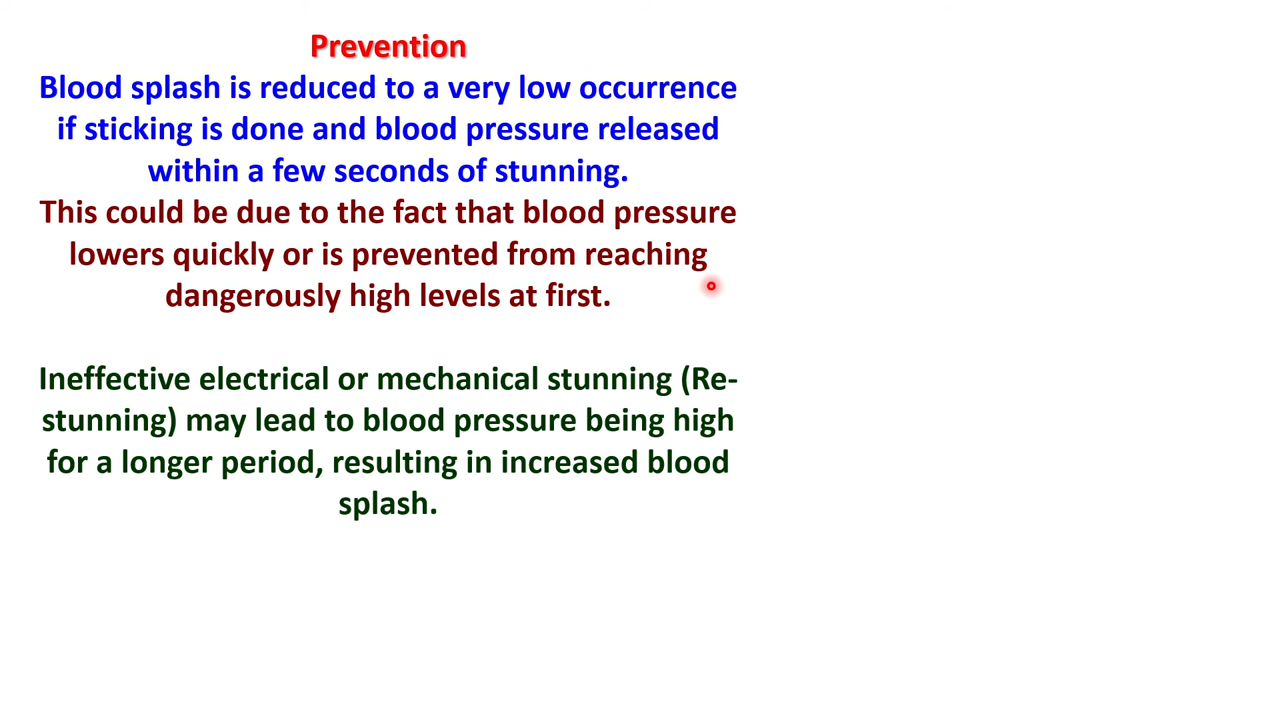 Prevention
Blood splash is reduced to a very low occurrence
if sticking is done and blood pressure released
within a few seconds of stunning.
This could be due to the fact that blood pressure
lowers quickly or is prevented from reaching
dangerously high levels at first.
Ineffective electrical or mechanical stunning (Re-
stunning) may lead to blood pressure being high
for a longer period, resulting in increased blood
splash.